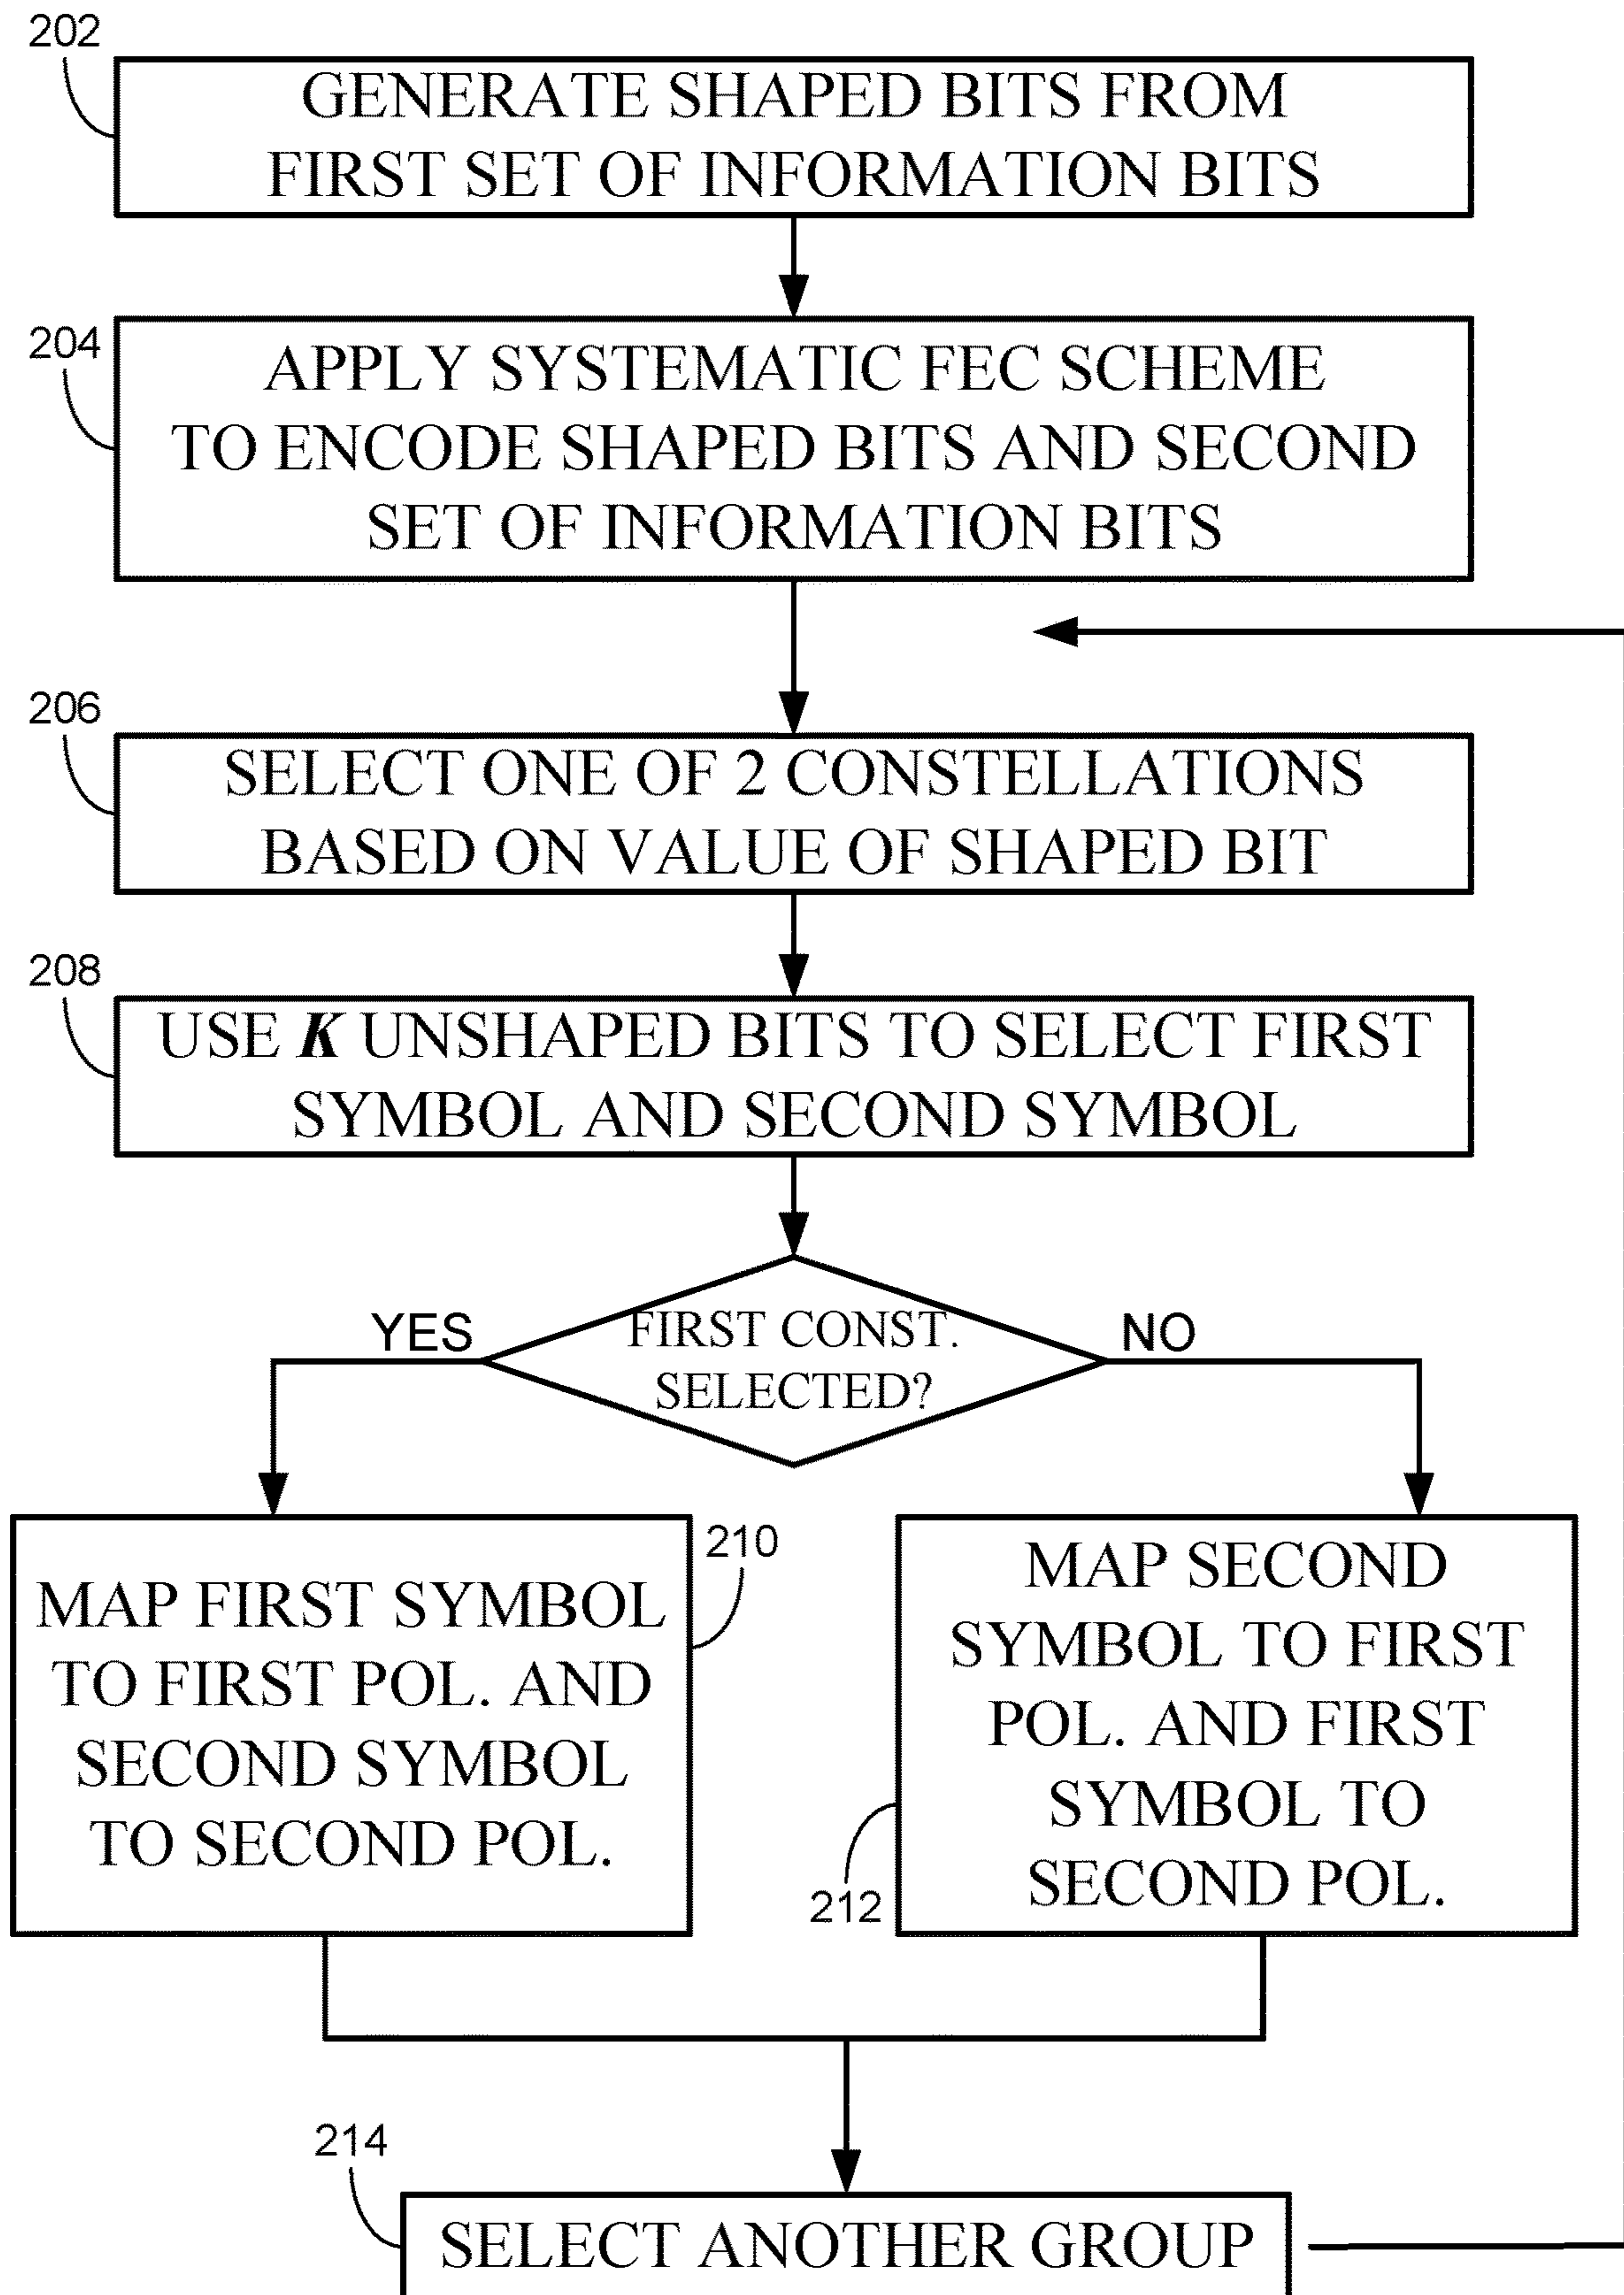 202
GENERATE SHAPED BITS FROM
FIRST SET OF INFORMATION BITS
204
APPLY SYSTEMATIC FEC SCHEME
TO ENCODE SHAPED BITS AND SECOND
SET OF INFORMATION BITS
206
SELECT ONE OF 2 CONSTELLATIONS
BASED ON VALUE OF SHAPED BIT
208
USE K UNSHAPED BITS TO SELECT FIRST
SYMBOL AND SECOND SYMBOL
FIRST CONST.
SELECTED?
YES
NO
210
MAP FIRST SYMBOL
TO FIRST POL. AND
SECOND SYMBOL
TO SECOND POL.
212
MAP SECOND
SYMBOL TO FIRST
POL. AND FIRST
SYMBOL TO
SECOND POL.
214
SELECT ANOTHER GROUP